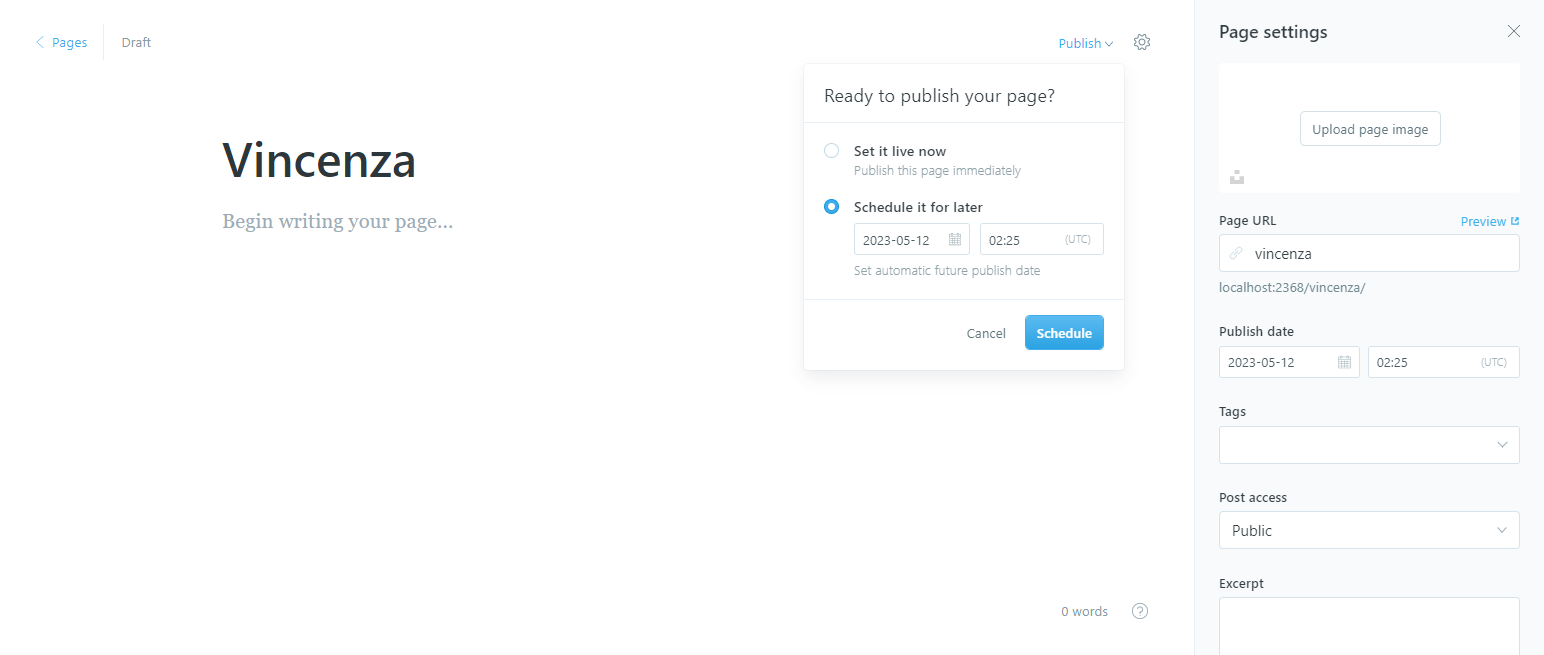 Pages
Draft
Publish
Vincenza
Begin writing your page...
Ready to publish your page?
Set it live now
Publish this page immediately
Schedule it for later
2023-05-12
02:25 (UTC)
Set automatic future publish date
Cancel
Schedule
0 words
Page settings
Upload page image
Page URL
Preview
vincenza
localhost:2368/vincenza/
Publish date
2023-05-12
02:25 (UTC)
Tags
Post access
Public
Excerpt